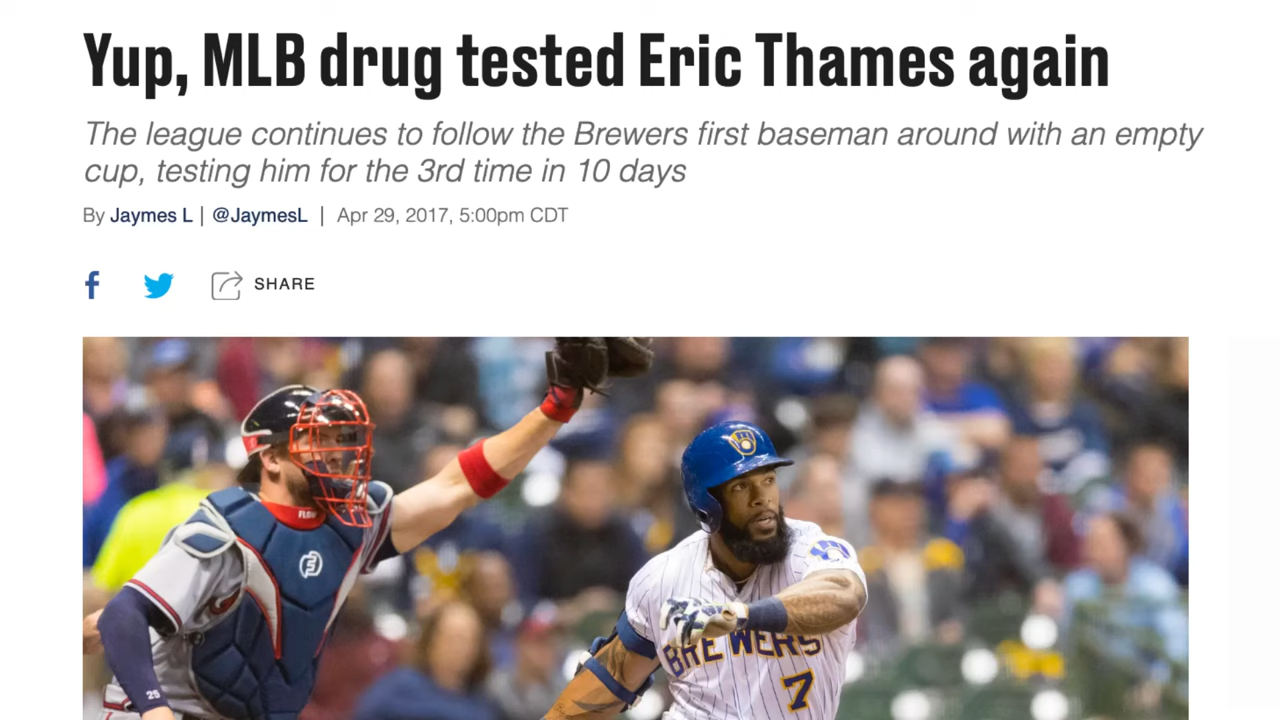 Yup, MLB drug tested Eric Thames again
The league continues to follow the Brewers first baseman around with an empty
cup, testing him for the 3rd time in 10 days
By Jaymes L | @JaymesL | Apr 29, 2017, 5:00pm CDT
SHARE
FLOW
25
BREWERS
7